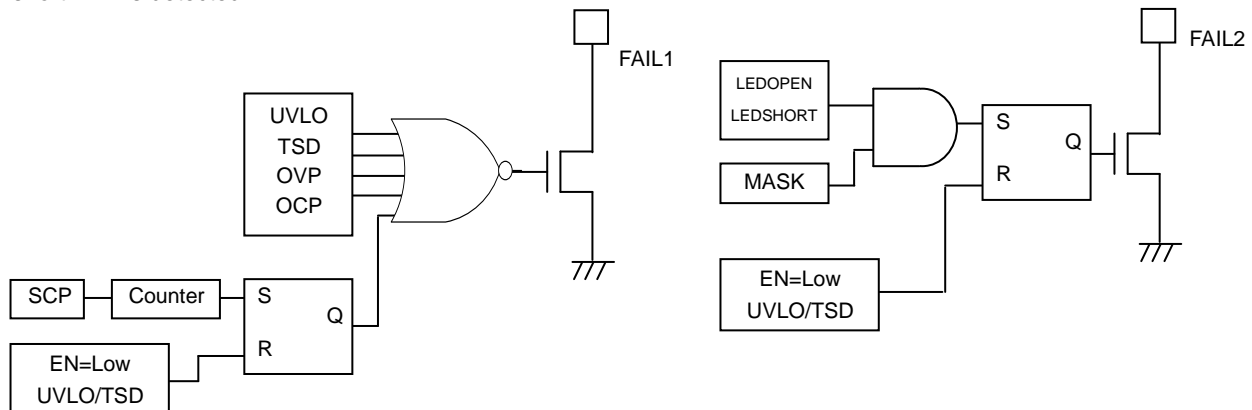 FAIL1
UVLO
TSD
OVP
OCP
SCP
Counter
S
R
Q
EN=Low
UVLO/TSD
FAIL2
LEDOPEN
LEDSHORT
MASK
S
R
Q
EN=Low
UVLO/TSD